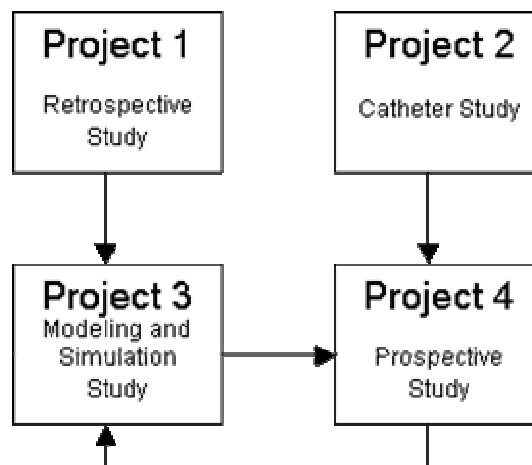 Project 1
Retrospective
Study
Project 2
Catheter Study
Project 3
Modeling and
Simulation
Study
Project 4
Prospective
Study